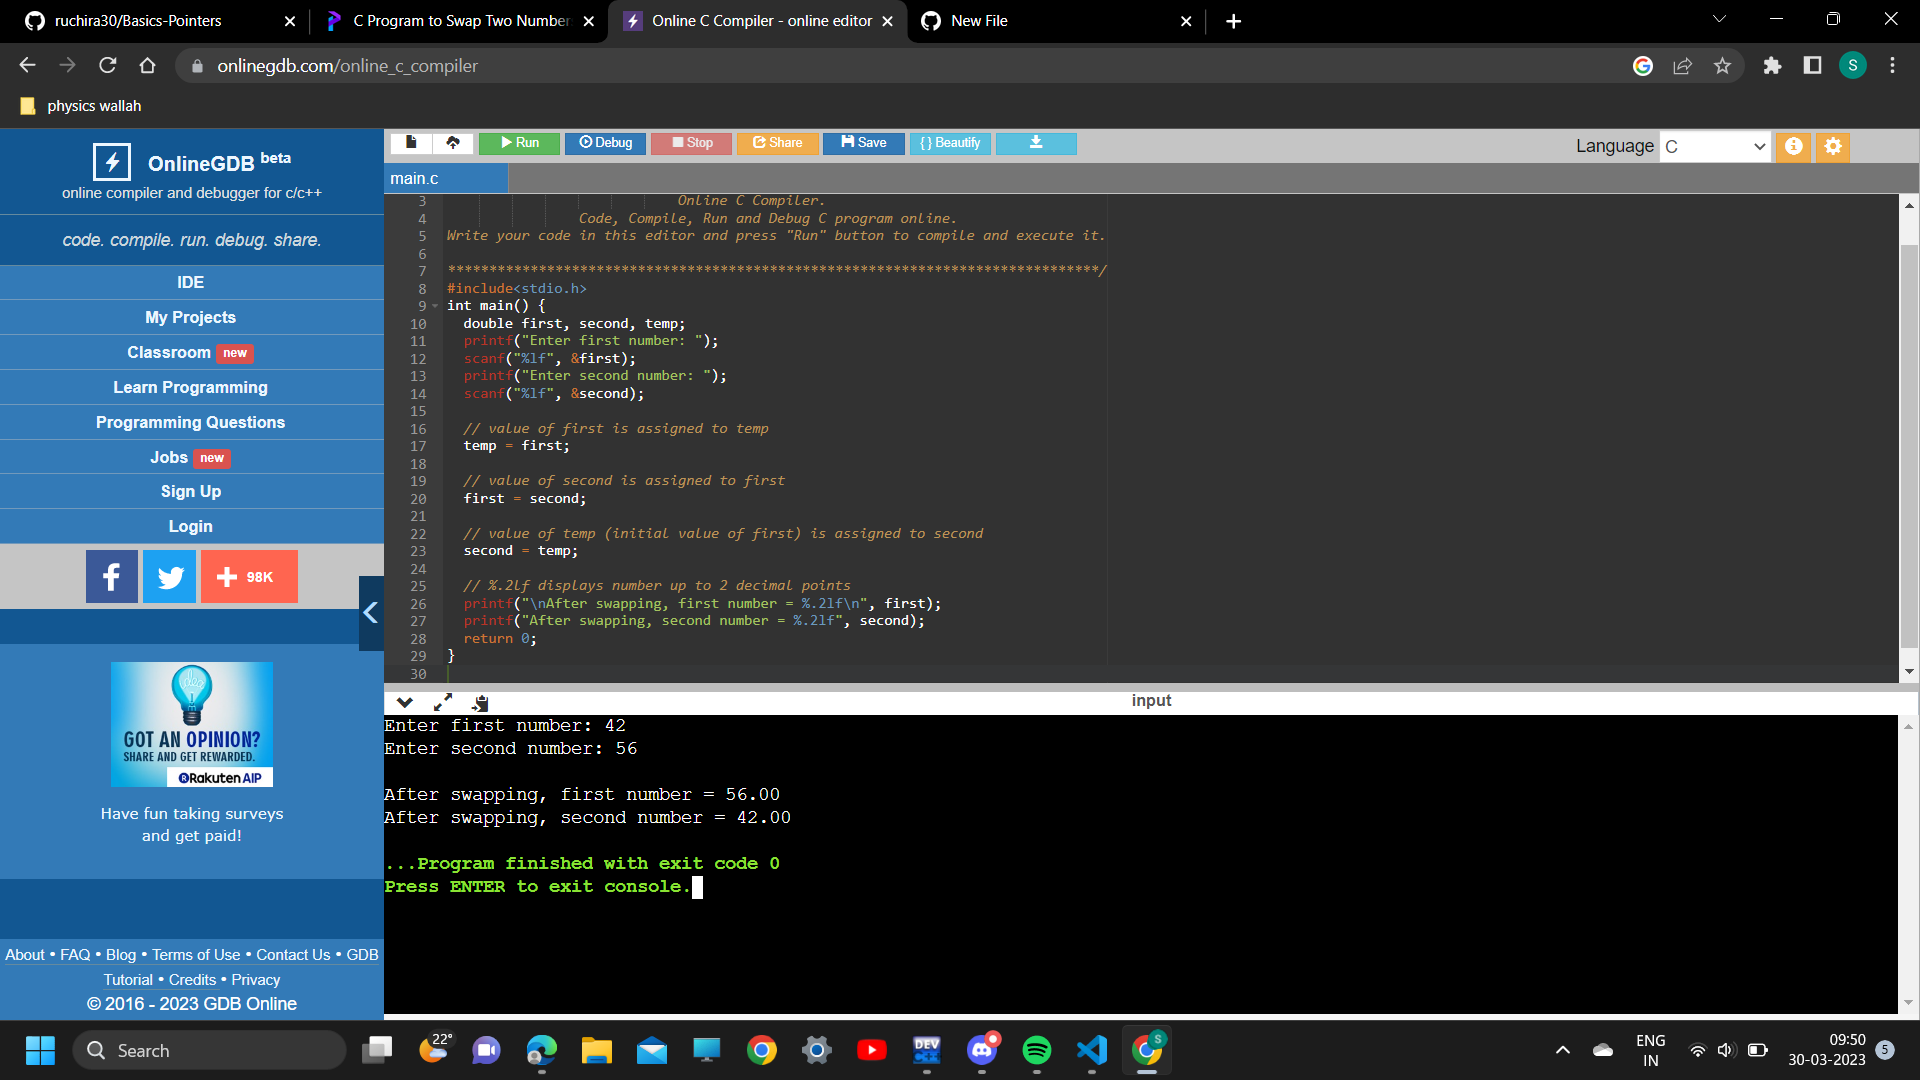 ruchira30/Basics-Pointers
C Program to Swap Two Number
Online C Compiler - online editor
New File
onlinegdb.com/online_c_compiler
S
physics wallah
OnlineGDB beta
online compiler and debugger for c/c++
code. compile. run. debug. share.
IDE
My Projects
Classroom new
Learn Programming
Programming Questions
Jobs new
Sign Up
Login
98K
GOT AN OPINION?
SHARE AND GET REWARDED.
Rakuten AIP
Have fun taking surveys
and get paid!
About • FAQ • Blog • Terms of Use • Contact Us • GDB
Tutorial • Credits • Privacy
© 2016 - 2023 GDB Online
Run Debug Stop Share Save { } Beautify
Language C
main.c
3 Online C Compiler.
4 Code, Compile, Run and Debug C program online.
5 Write your code in this editor and press "Run" button to compile and execute it.
6
7 *******************************************************************************/
8 #include<stdio.h>
9 int main() {
10 double first, second, temp;
11 printf("Enter first number: ");
12 scanf("%lf", &first);
13 printf("Enter second number: ");
14 scanf("%lf", &second);
15
16 // value of first is assigned to temp
17 temp = first;
18
19 // value of second is assigned to first
20 first = second;
21
22 // value of temp (initial value of first) is assigned to second
23 second = temp;
24
25 // %.2lf displays number up to 2 decimal points
26 printf("\nAfter swapping, first number = %.2lf\n", first);
27 printf("After swapping, second number = %.2lf", second);
28 return 0;
29 }
30
input
Enter first number: 42
Enter second number: 56
After swapping, first number = 56.00
After swapping, second number = 42.00
...Program finished with exit code 0
Press ENTER to exit console.
Search
22°
DEV
C++
S
ENG
IN
09:50
30-03-2023
5